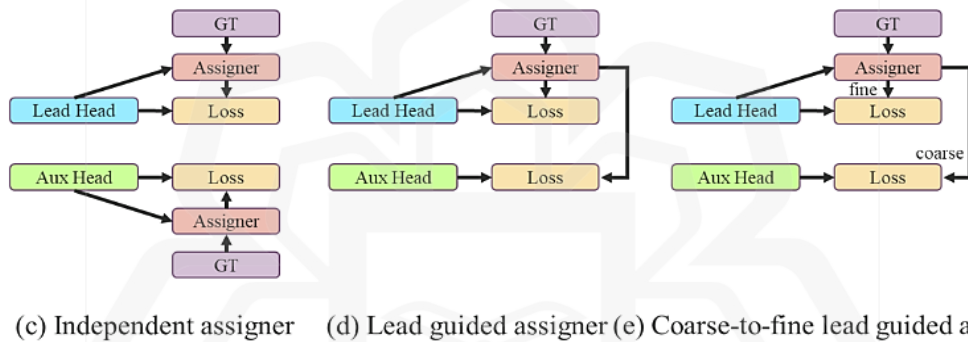 GT GT GT
Assigner Assigner Assigner
fine
Lead Head Loss Lead Head Loss Lead Head Loss
coarse
Aux Head Loss Aux Head Loss Aux Head Loss
Assigner
GT
(c) Independent assigner (d) Lead guided assigner (e) Coarse-to-fine lead guided a